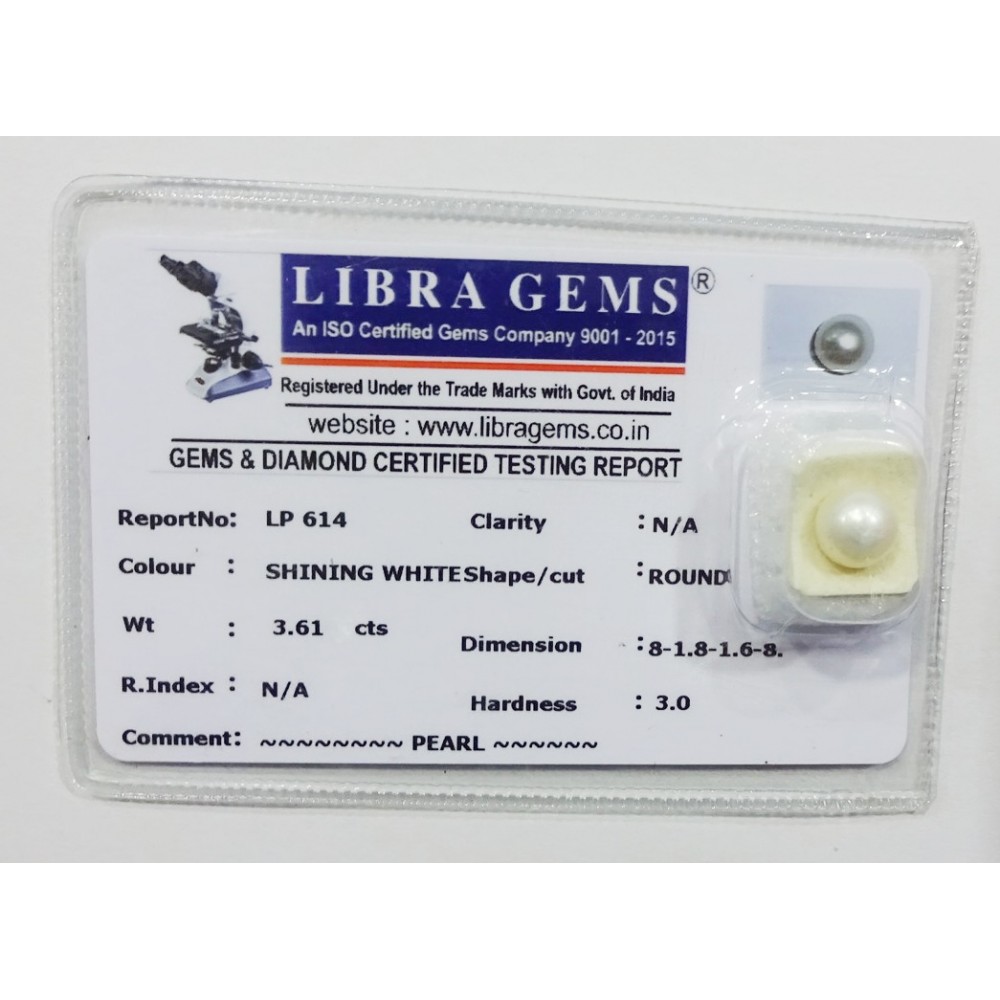 LIBRA GEMS ®
An ISO Certified Gems Company 9001 - 2015
Registered Under the Trade Marks with Govt. of India
website : www.libragems.co.in
GEMS & DIAMOND CERTIFIED TESTING REPORT
ReportNo: LP 614 Clarity : N/A
Colour : SHINING WHITE Shape/cut : ROUND
Wt : 3.61 cts Dimension : 8-1.8-1.6-8.
R.Index : N/A Hardness : 3.0
Comment: ~~~~~~~~ PEARL ~~~~~~